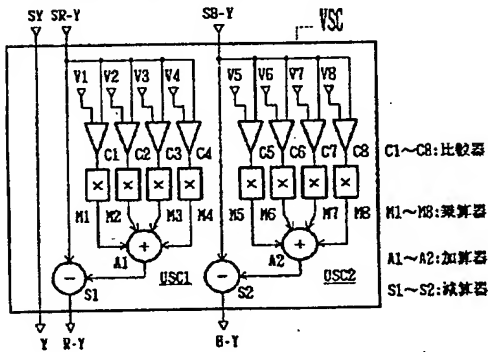 SY SR-Y SB-Y VSC
V1 V2 V3 V4 V5 V6 V7 V8
C1 C2 C3 C4 C5 C6 C7 C8
C1～C8:比較器
× × × × × × × ×
M1 M2 M3 M4 M5 M6 M7 M8
M1～M8:乗算器
+ +
A1 USC1 A2 USC2
A1～A2:加算器
- -
S1 S2
S1～S2:減算器
Y R-Y B-Y